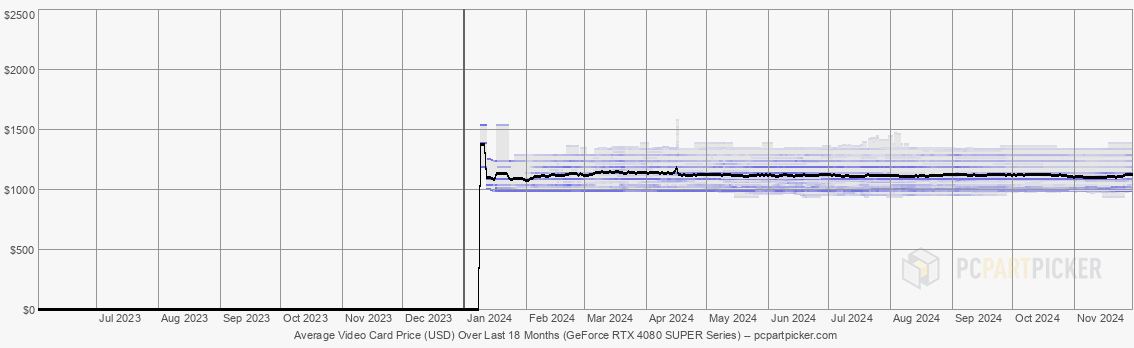 $2500
$2000
$1500
$1000
$500
$0
PCPARTPICKER
Jul 2023 Aug 2023 Sep 2023 Oct 2023 Nov 2023 Dec 2023 Jan 2024 Feb 2024 Mar 2024 Apr 2024 May 2024 Jun 2024 Jul 2024 Aug 2024 Sep 2024 Oct 2024 Nov 2024
Average Video Card Price (USD) Over Last 18 Months (GeForce RTX 4080 SUPER Series) -- pcpartpicker.com